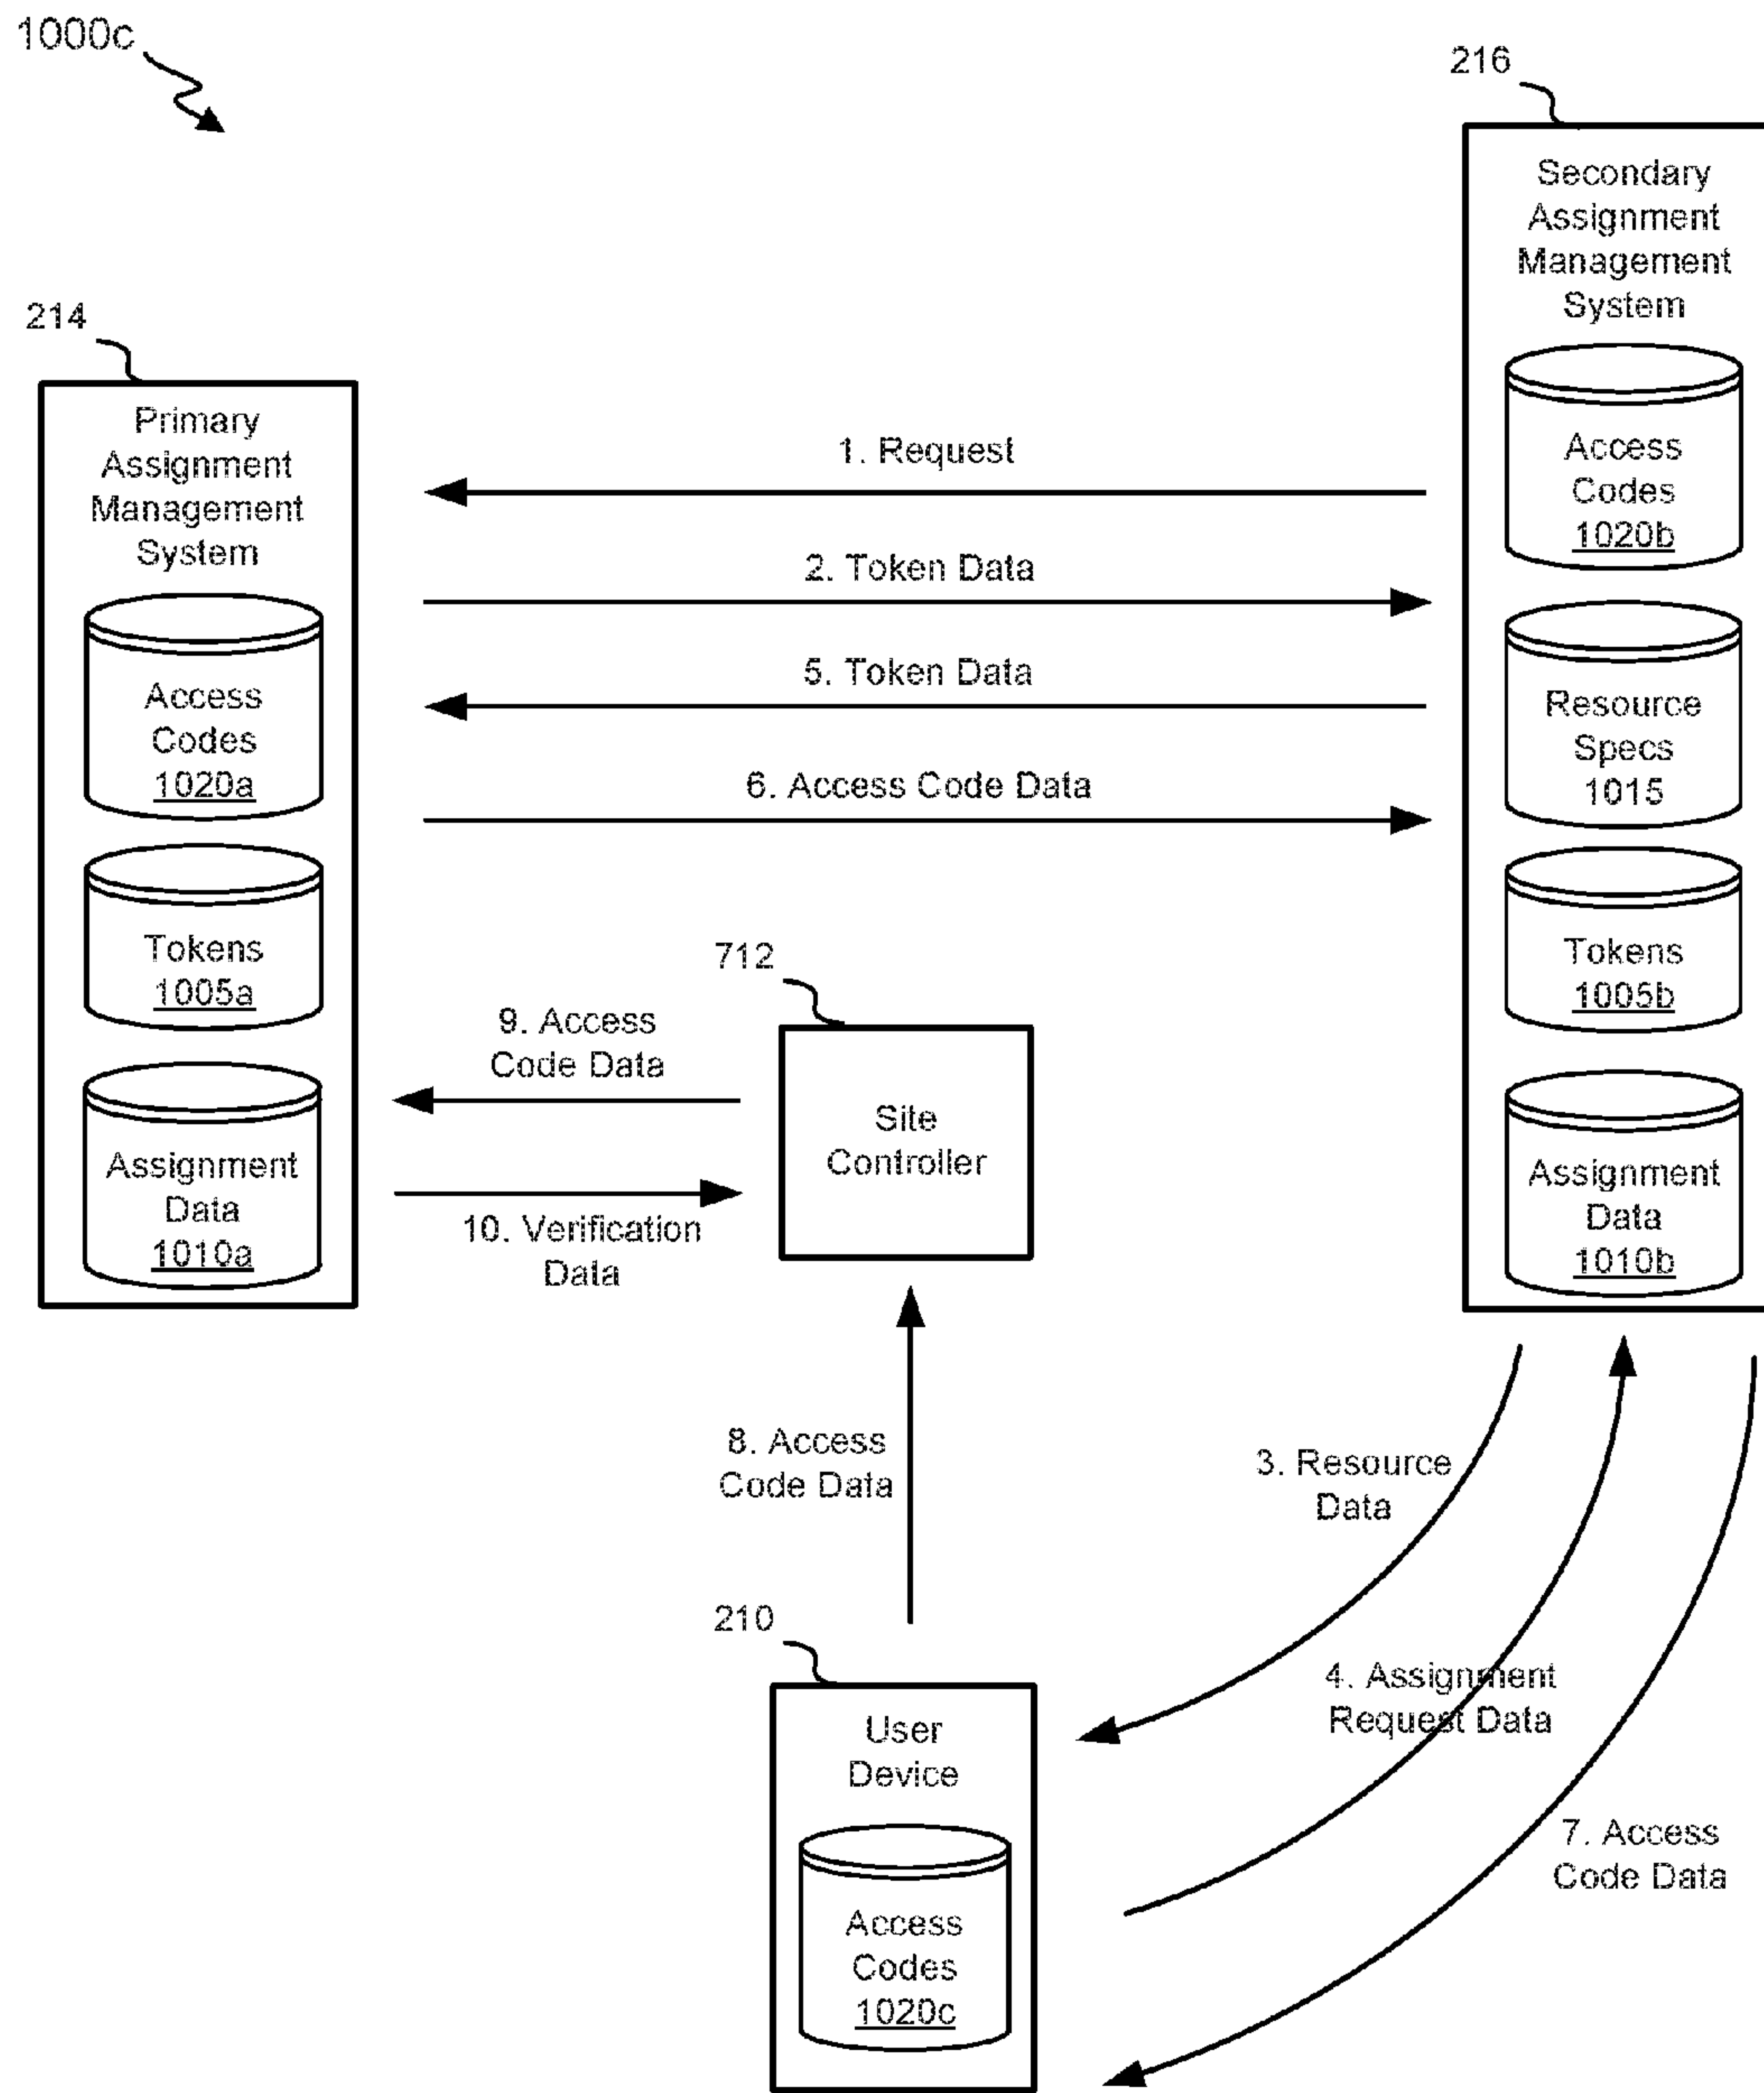 1000c
216
Secondary
Assignment
Management
System
Access
Codes
1020b
Resource
Specs
1015
Tokens
1005b
Assignment
Data
1010b
214
Primary
Assignment
Management
System
Access
Codes
1020a
Tokens
1005a
Assignment
Data
1010a
1. Request
2. Token Data
5. Token Data
6. Access Code Data
712
Site
Controller
9. Access
Code Data
10. Verification
Data
8. Access
Code Data
3. Resource
Data
4. Assignment
Request Data
7. Access
Code Data
210
User
Device
Access
Codes
1020c